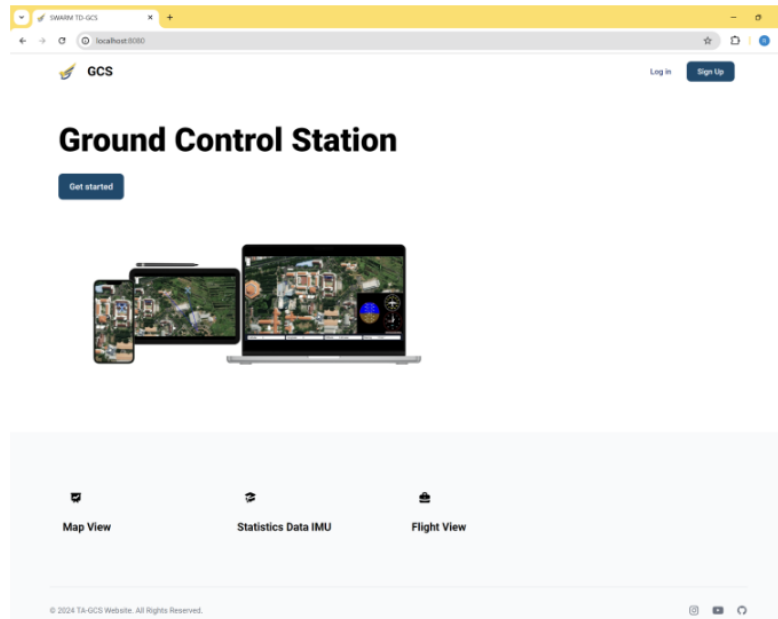 SWARM TD-GCS
localhost:8080
GCS
Log in
Sign Up
Ground Control Station
Get started
Map View
Statistics Data IMU
Flight View
© 2024 TA-GCS Website. All Rights Reserved.